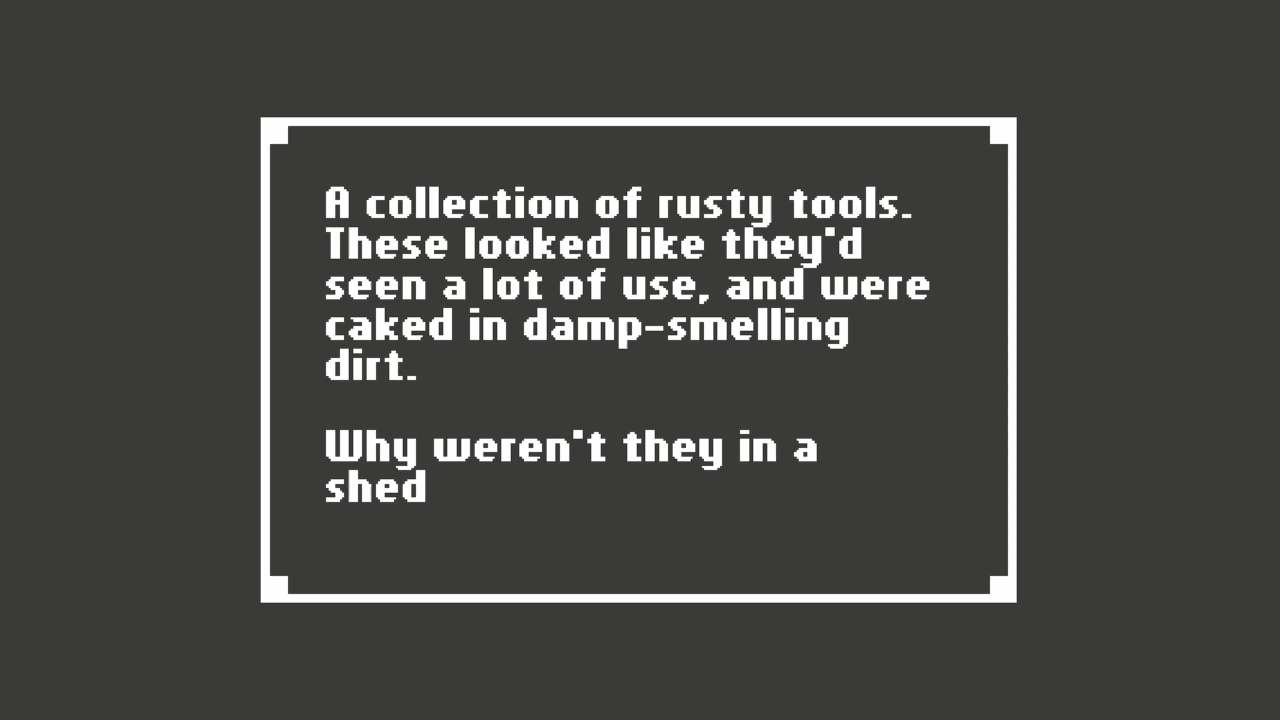 A collection of rusty tools.
These looked like they'd
seen a lot of use, and were
caked in damp-smelling
dirt.
Why weren't they in a
shed